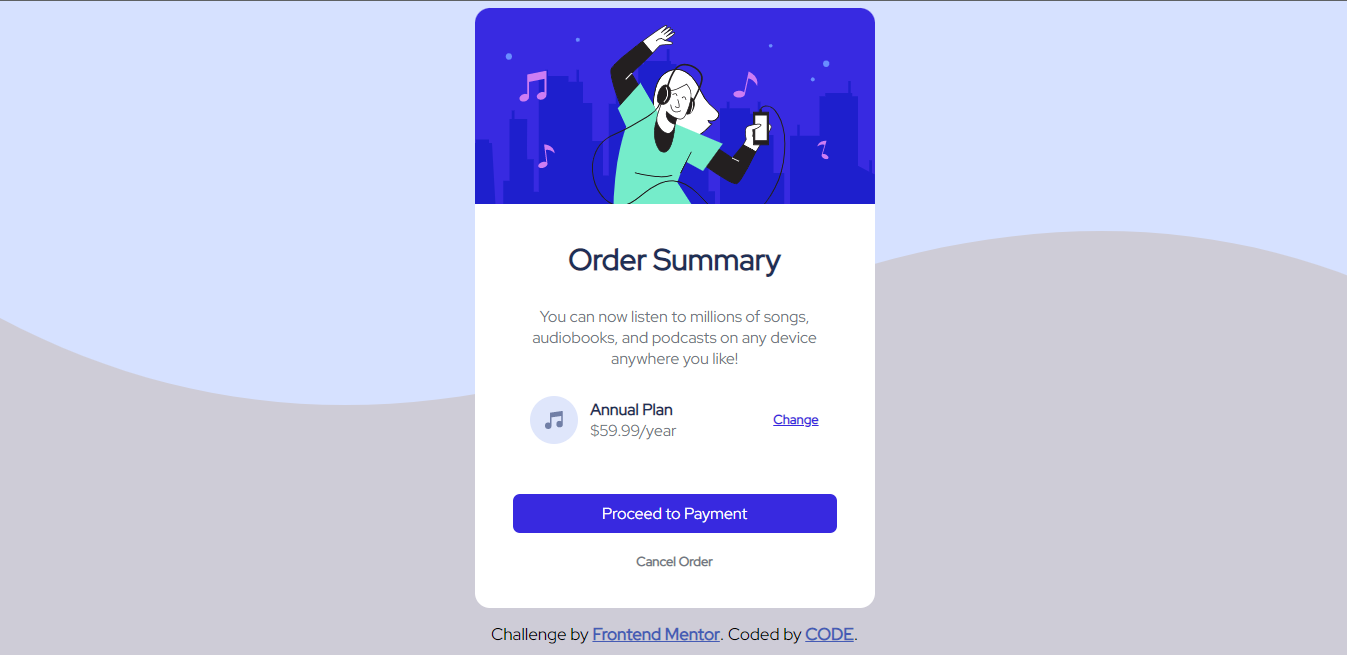 Order Summary
You can now listen to millions of songs,
audiobooks, and podcasts on any device
anywhere you like!
Annual Plan
$59.99/year
Change
Proceed to Payment
Cancel Order
Challenge by Frontend Mentor. Coded by CODE.